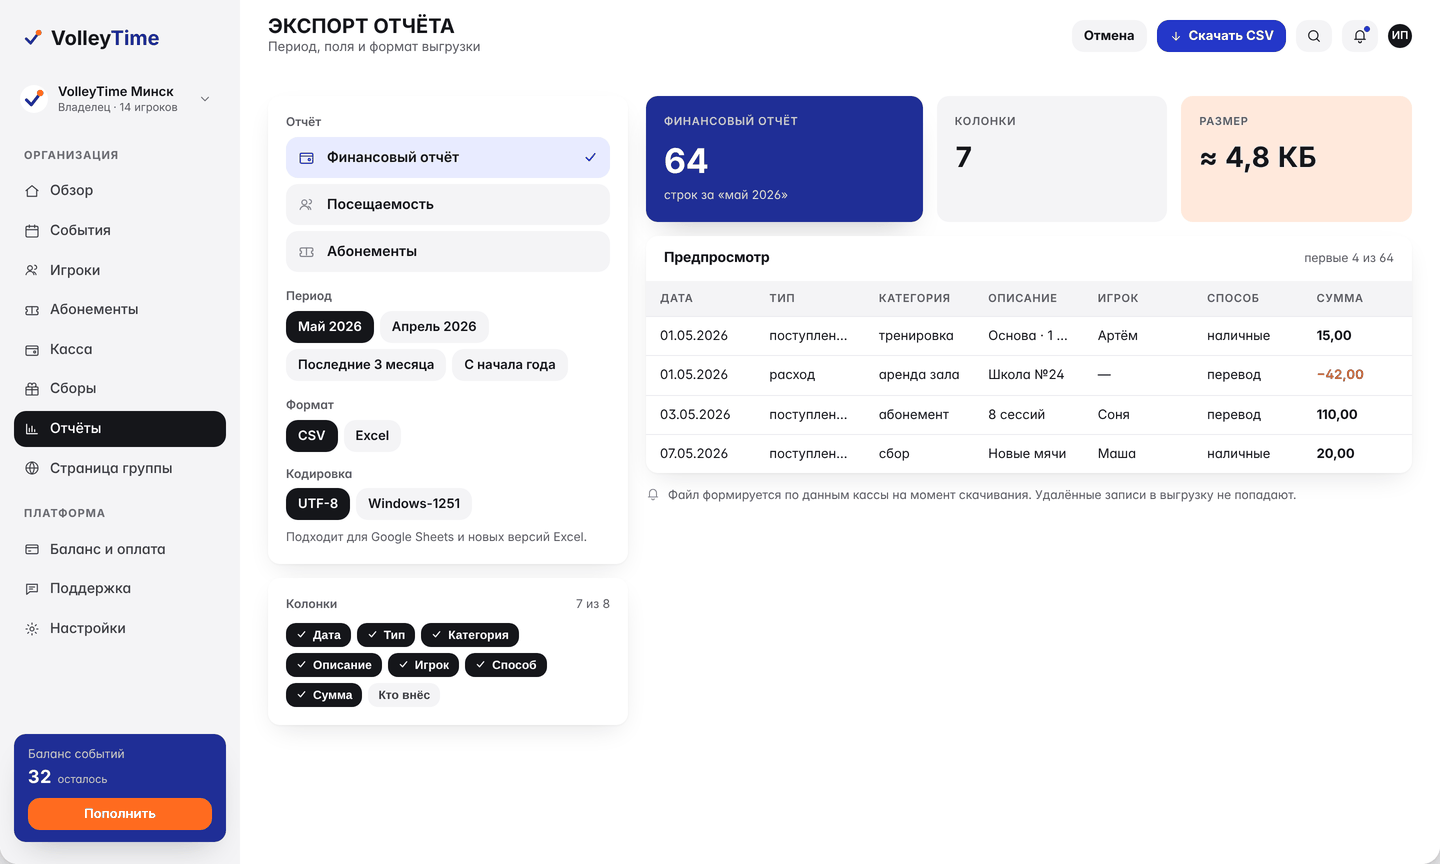 VolleyTime
VolleyTime Минск
Владелец · 14 игроков
ОРГАНИЗАЦИЯ
Обзор
События
Игроки
Абонементы
Касса
Сборы
Отчёты
Страница группы
ПЛАТФОРМА
Баланс и оплата
Поддержка
Настройки
Баланс событий
32 осталось
Пополнить
ЭКСПОРТ ОТЧЁТА
Период, поля и формат выгрузки
Отмена
↓ Скачать CSV
ИП
Отчёт
Финансовый отчёт
Посещаемость
Абонементы
Период
Май 2026 Апрель 2026
Последние 3 месяца С начала года
Формат
CSV Excel
Кодировка
UTF-8 Windows-1251
Подходит для Google Sheets и новых версий Excel.
Колонки 7 из 8
Дата Тип Категория
Описание Игрок Способ
Сумма Кто внёс
ФИНАНСОВЫЙ ОТЧЁТ
64
строк за «май 2026»
КОЛОНКИ
7
РАЗМЕР
≈ 4,8 КБ
Предпросмотр первые 4 из 64
ДАТА ТИП КАТЕГОРИЯ ОПИСАНИЕ ИГРОК СПОСОБ СУММА
01.05.2026 поступлен... тренировка Основа · 1 ... Артём наличные 15,00
01.05.2026 расход аренда зала Школа №24 — перевод −42,00
03.05.2026 поступлен... абонемент 8 сессий Соня перевод 110,00
07.05.2026 поступлен... сбор Новые мячи Маша наличные 20,00
Файл формируется по данным кассы на момент скачивания. Удалённые записи в выгрузку не попадают.